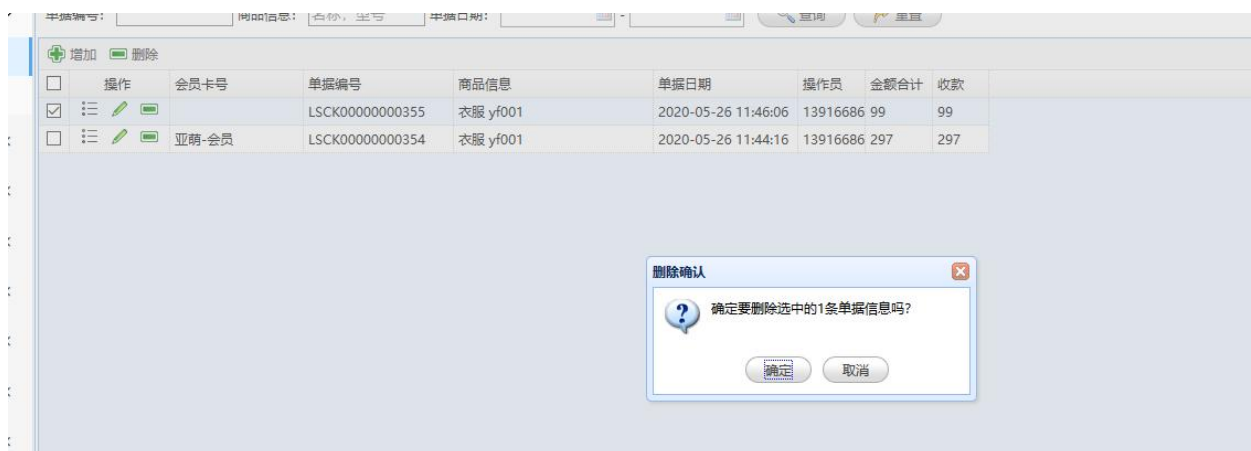 单据编号： 商品信息： 名称，型号 单据日期： - 查询 重置
增加 删除
操作 会员卡号 单据编号 商品信息 单据日期 操作员 金额合计 收款
LSCK00000000355 衣服 yf001 2020-05-26 11:46:06 13916686 99 99
亚萌-会员 LSCK00000000354 衣服 yf001 2020-05-26 11:44:16 13916686 297 297
删除确认
确定要删除选中的1条单据信息吗?
确定 取消